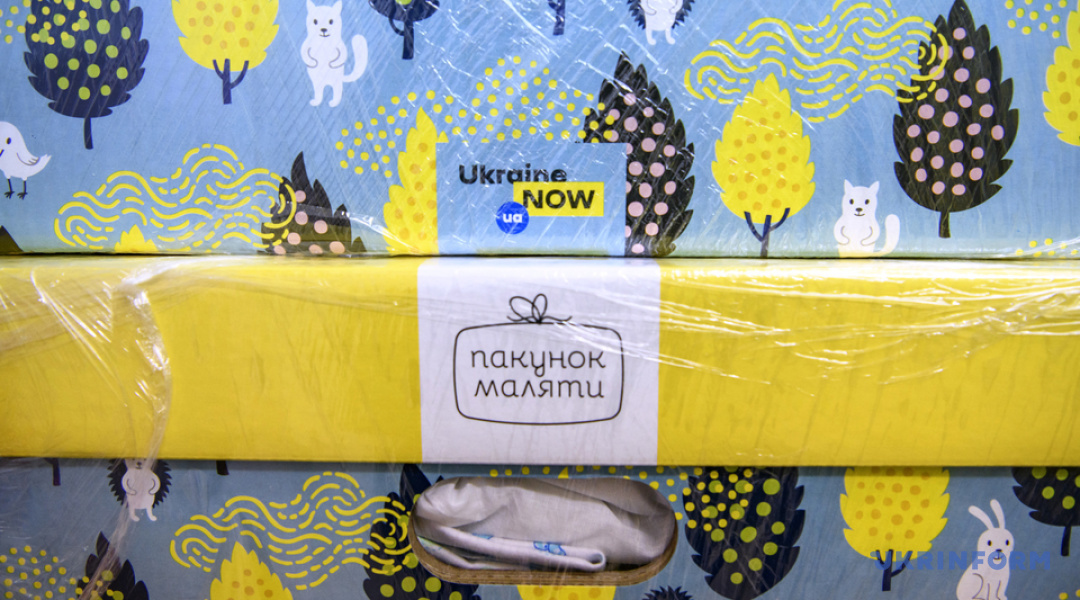 Ukraine
NOW
ua
пакунок
маляти
UKRINFORM